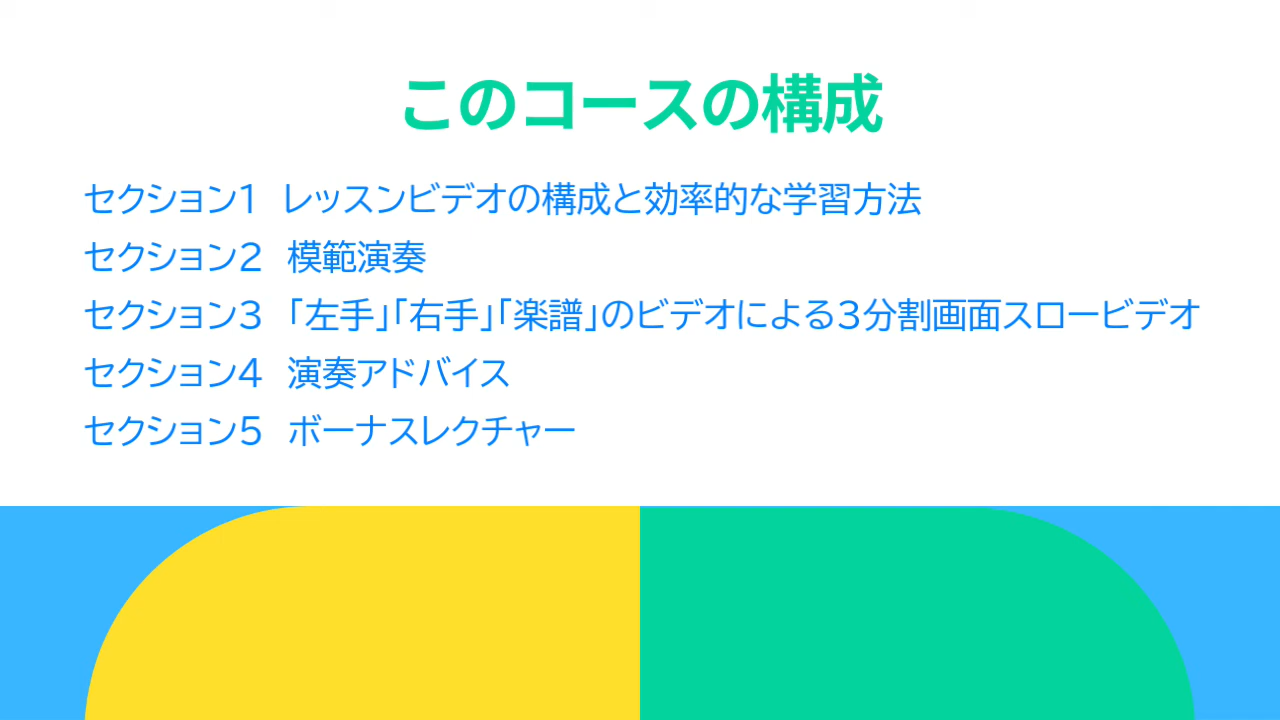 このコースの構成
セクション1 レッスンビデオの構成と効率的な学習方法
セクション2 模範演奏
セクション3 「左手」「右手」「楽譜」のビデオによる3分割画面スロービデオ
セクション4 演奏アドバイス
セクション5 ボーナスレクチャー